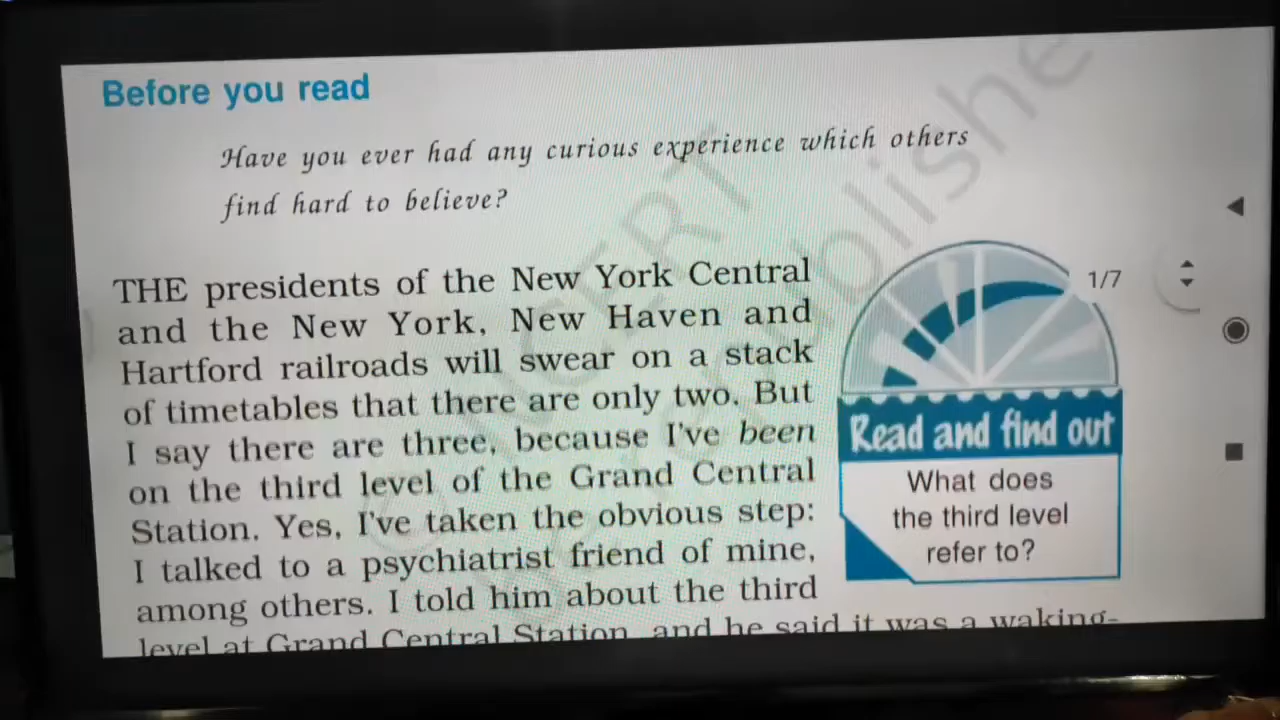 Before you read
Have you ever had any curious experience which others
find hard to believe?
THE presidents of the New York Central
and the New York, New Haven and
Hartford railroads will swear on a stack
of timetables that there are only two. But
I say there are three, because I've been
on the third level of the Grand Central
Station. Yes, I've taken the obvious step:
I talked to a psychiatrist friend of mine,
among others. I told him about the third
level at Grand Central Station, and he said it was a waking-
1/7
Read and find out
What does
the third level
refer to?
© NCERT